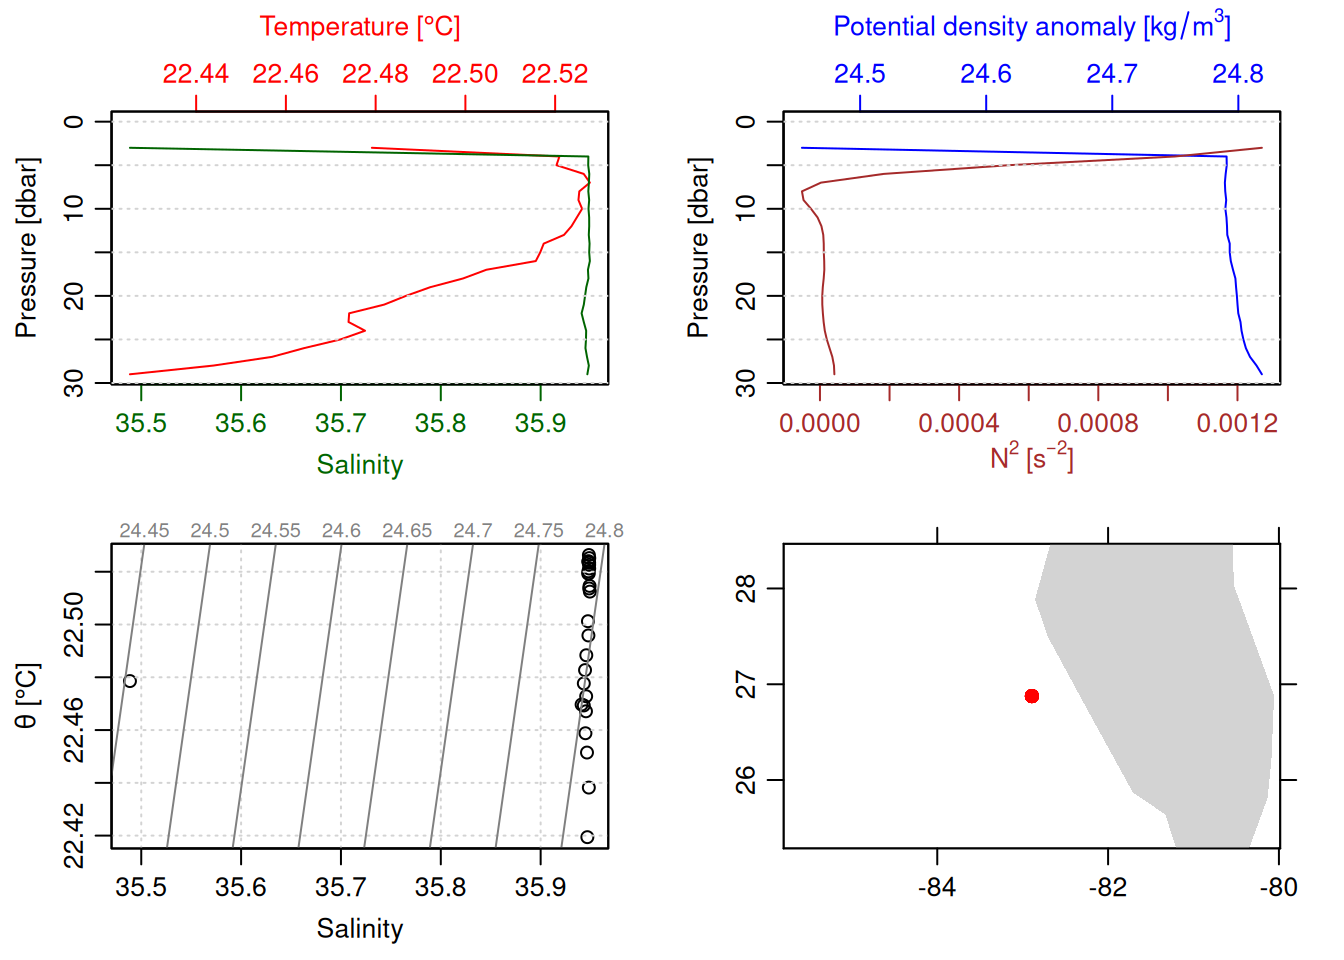 Temperature [°C]
22.44 22.46 22.48 22.50 22.52
0
10
20
30
Pressure [dbar]
35.5 35.6 35.7 35.8 35.9
Salinity
Potential density anomaly [kg/m³]
24.5 24.6 24.7 24.8
0
10
20
30
Pressure [dbar]
0.0000 0.0004 0.0008 0.0012
N² [s⁻²]
24.45 24.5 24.55 24.6 24.65 24.7 24.75 24.8
22.50
22.46
22.42
θ [°C]
35.5 35.6 35.7 35.8 35.9
Salinity
28
27
26
-84 -82 -80